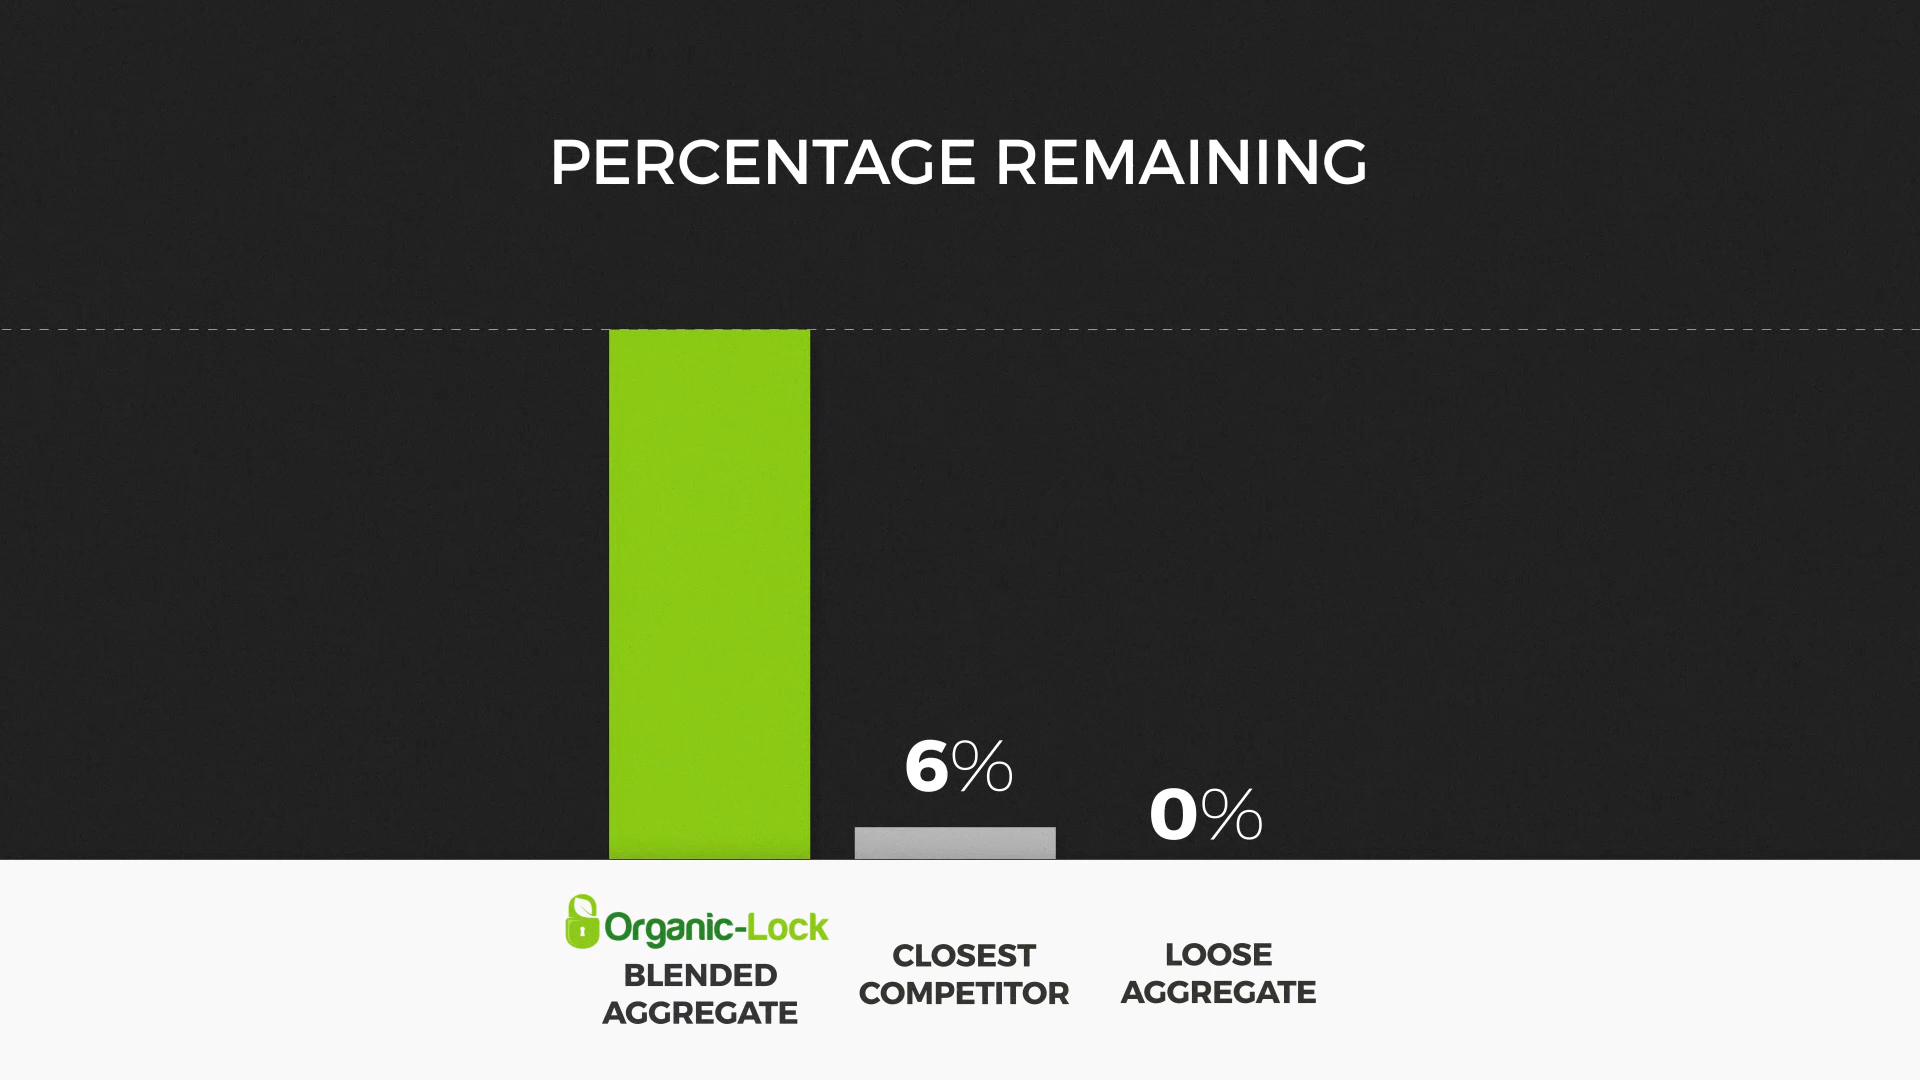 PERCENTAGE REMAINING
6%
0%
Organic-Lock
BLENDED
AGGREGATE
CLOSEST
COMPETITOR
LOOSE
AGGREGATE